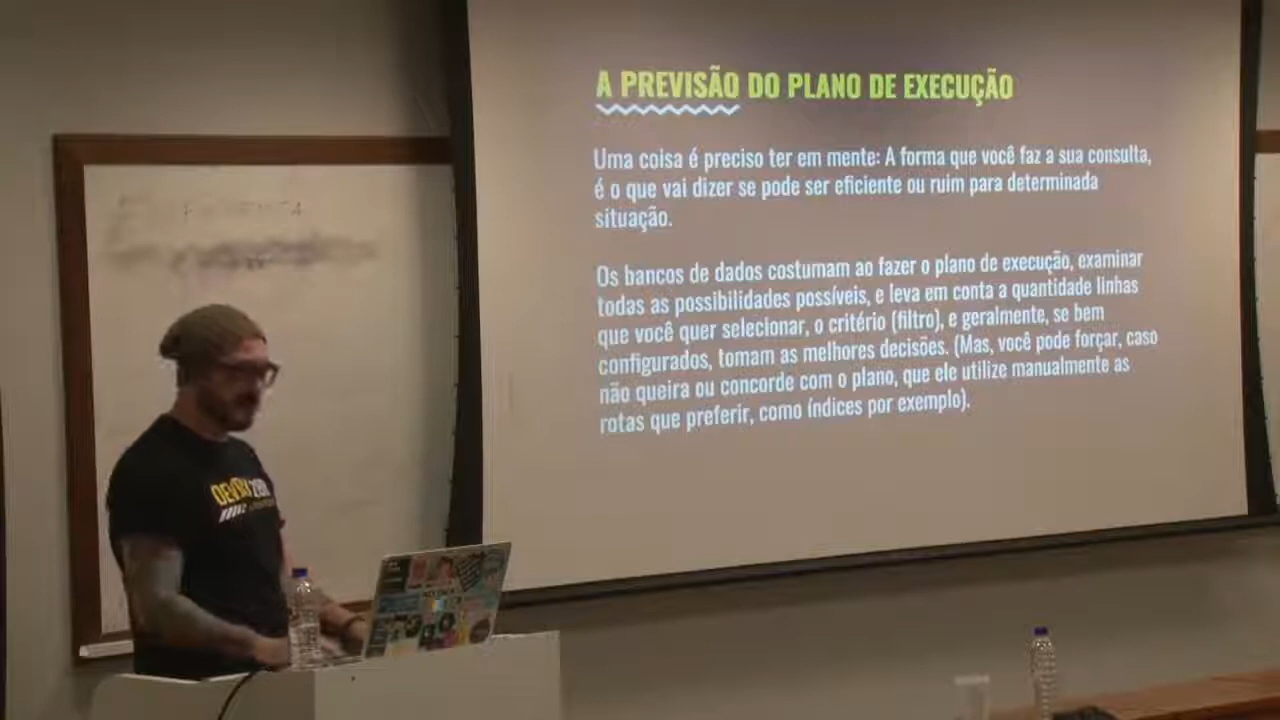 A PREVISÃO DO PLANO DE EXECUÇÃO
Uma coisa é preciso ter em mente: A forma que você faz a sua consulta,
é o que vai dizer se pode ser eficiente ou ruim para determinada
situação.
Os bancos de dados costumam ao fazer o plano de execução, examinar
todas as possibilidades possíveis, e leva em conta a quantidade linhas
que você quer selecionar, o critério (filtro), e geralmente, se bem
configurados, tomam as melhores decisões. (Mas, você pode forçar, caso
não queira ou concorde com o plano, que ele utilize manualmente as
rotas que preferir, como índices por exemplo).